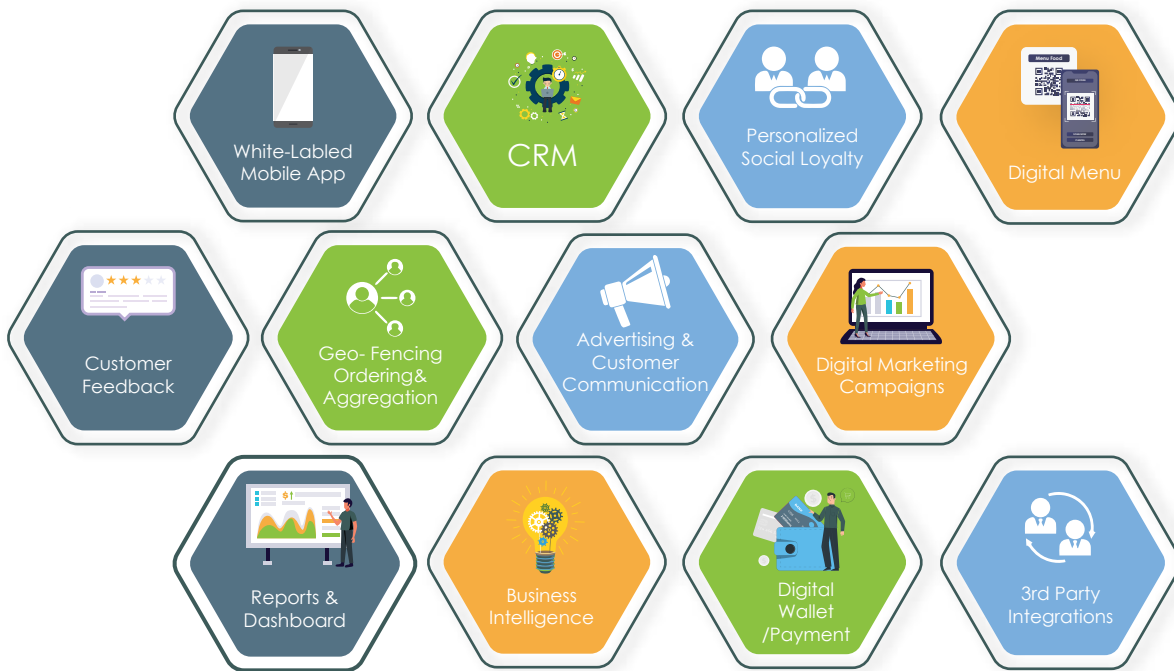 White-Labled
Mobile App
CRM
Personalized
Social Loyalty
Menu Food
Digital Menu
Customer
Feedback
Geo- Fencing
Ordering&
Aggregation
Advertising &
Customer
Communication
Digital Marketing
Campaigns
$↑
Reports &
Dashboard
Business
Intelligence
Digital
Wallet
/Payment
3rd Party
Integrations